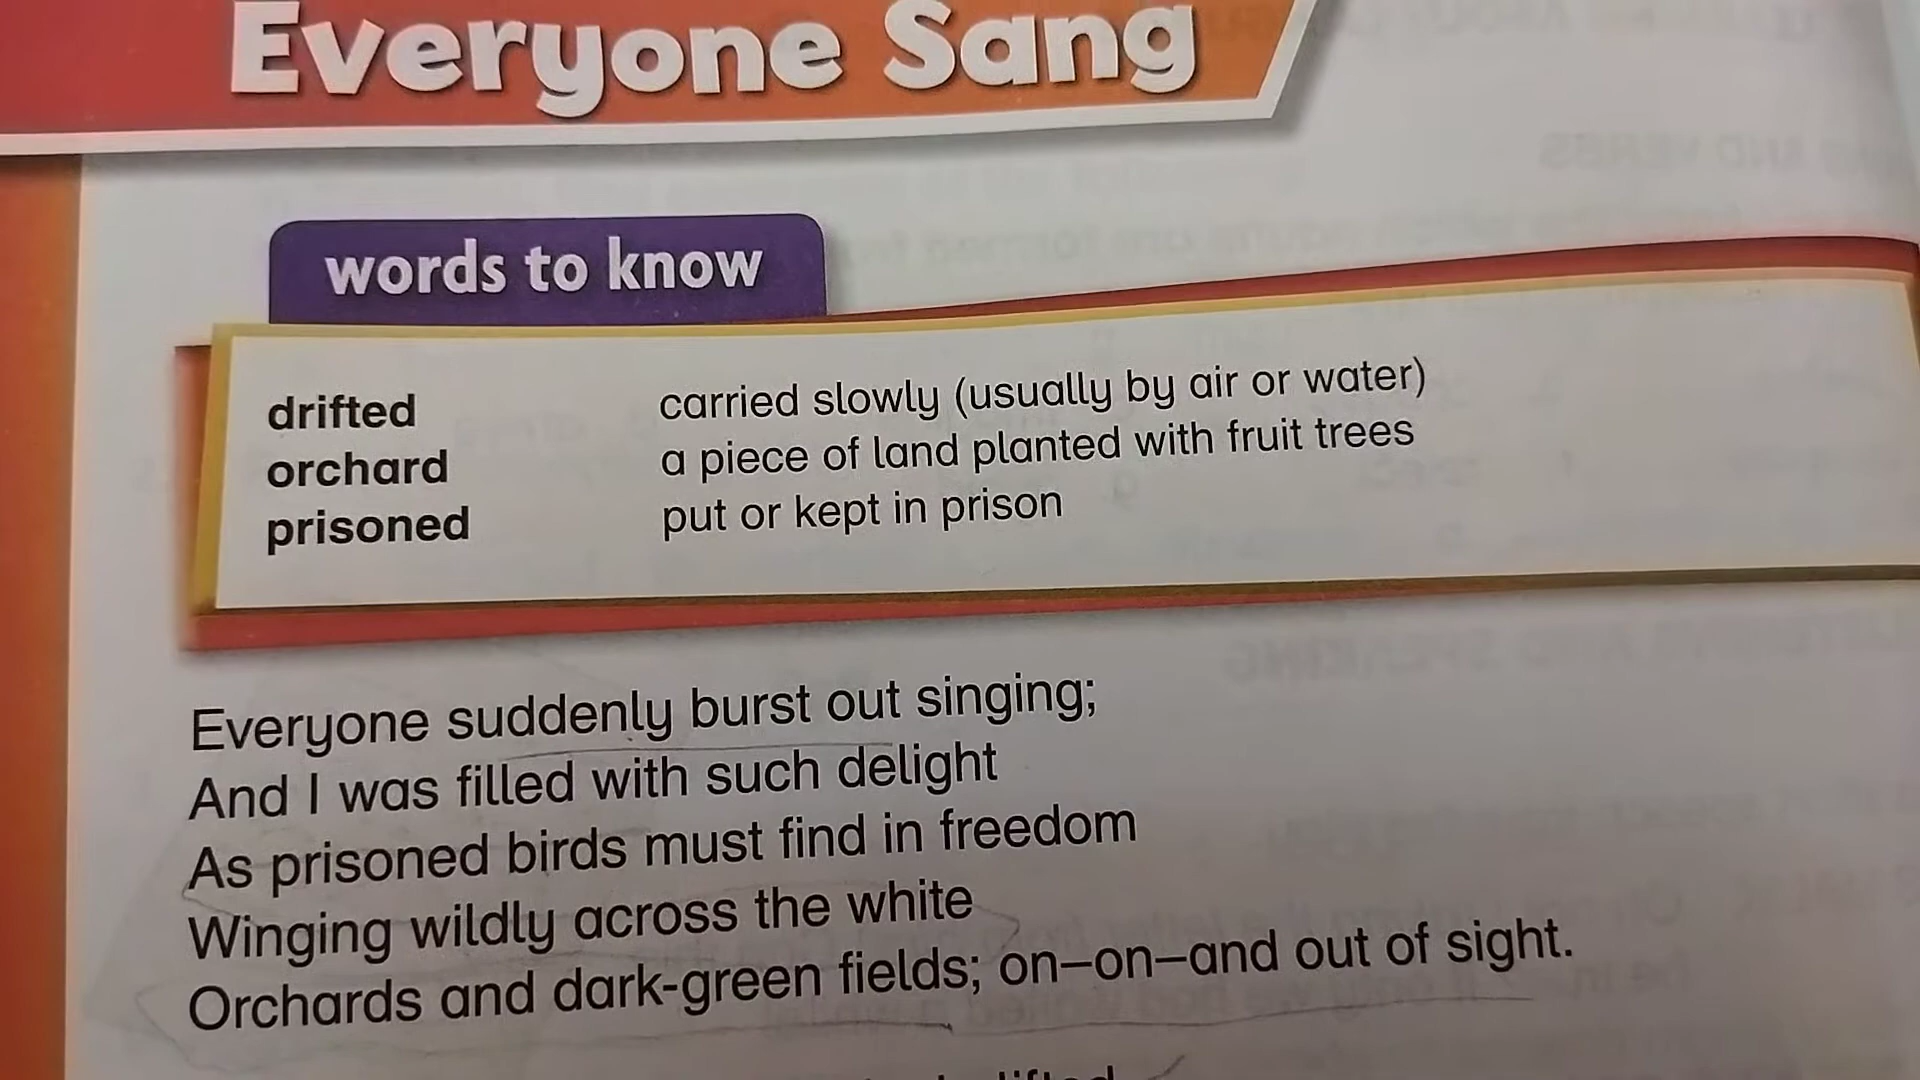 Everyone Sang
words to know
drifted carried slowly (usually by air or water)
orchard a piece of land planted with fruit trees
prisoned put or kept in prison
Everyone suddenly burst out singing;
And I was filled with such delight
As prisoned birds must find in freedom
Winging wildly across the white
Orchards and dark-green fields; on–on–and out of sight.
lifted